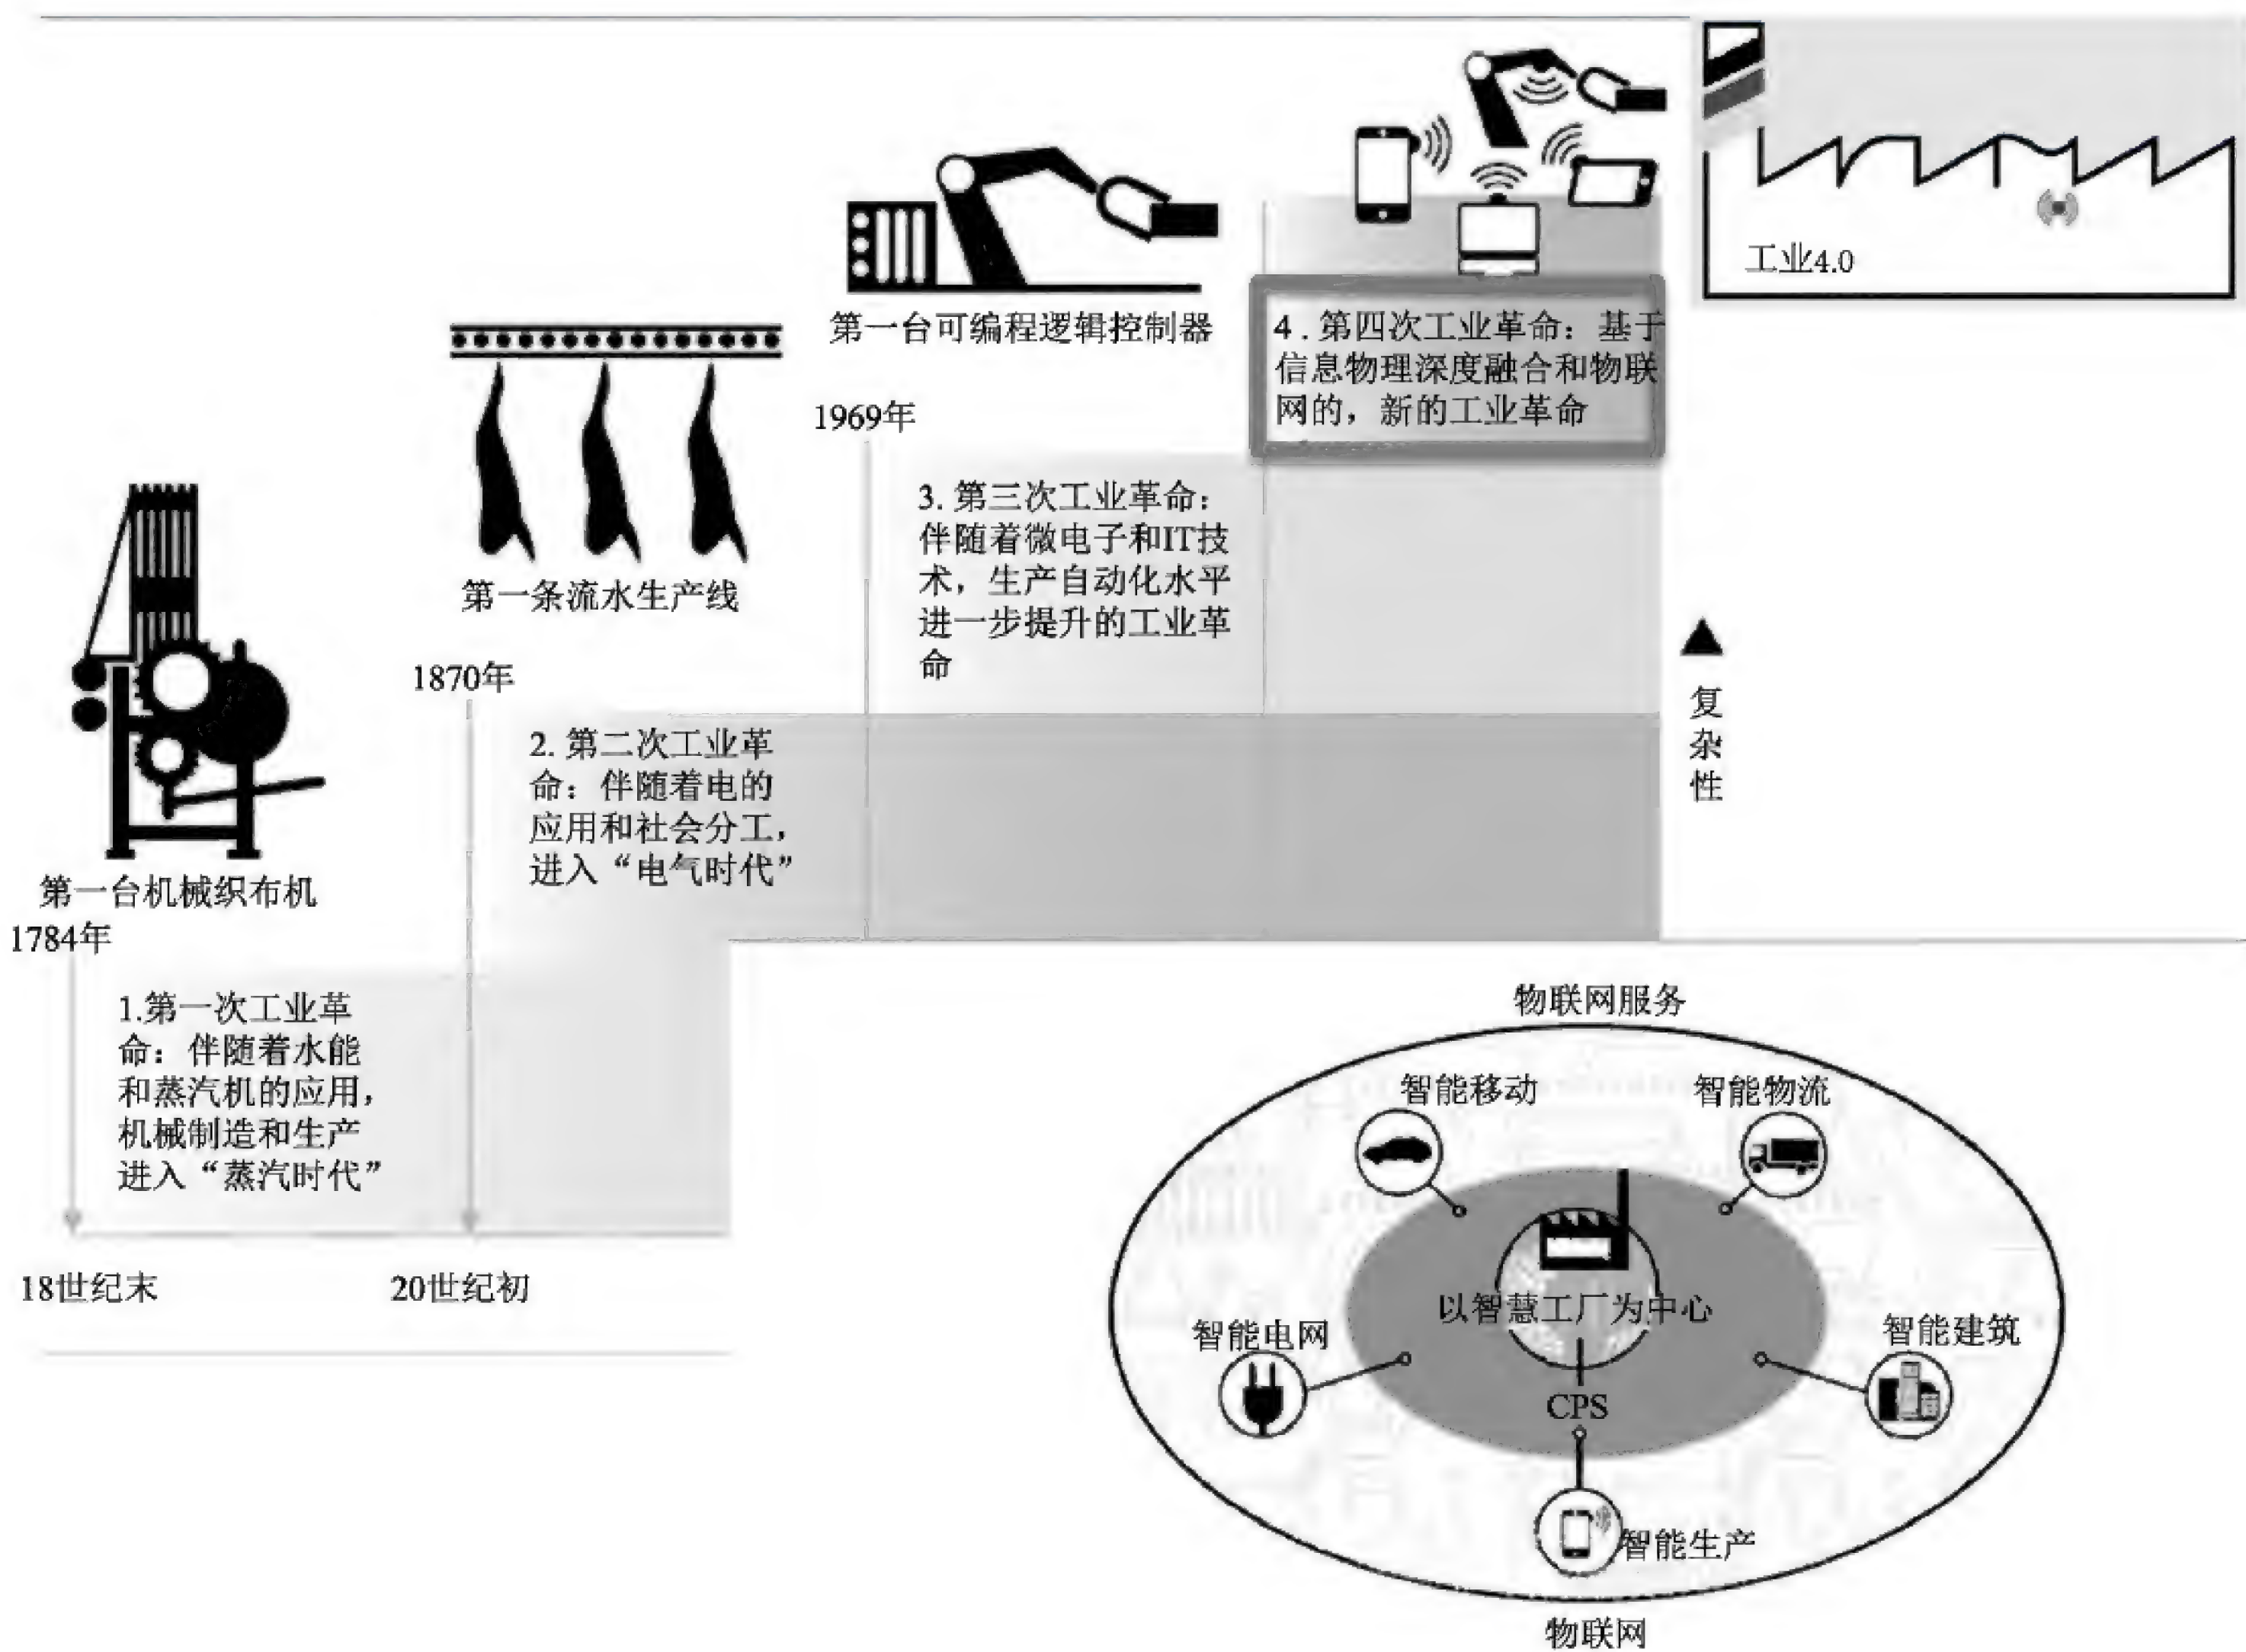 工业4.0
第一台可编程逻辑控制器
4 . 第四次工业革命：基于
信息物理深度融合和物联
网的，新的工业革命
1969年
3. 第三次工业革命：
伴随着微电子和IT技
术，生产自动化水平
进一步提升的工业革
命
第一条流水生产线
1870年
2. 第二次工业革
命：伴随着电的
应用和社会分工，
进入“电气时代”
复
杂
性
第一台机械织布机
1784年
1.第一次工业革
命：伴随着水能
和蒸汽机的应用，
机械制造和生产
进入“蒸汽时代”
18世纪末
20世纪初
物联网服务
智能移动
智能物流
以智慧工厂为中心
智能电网
智能建筑
CPS
智能生产
物联网